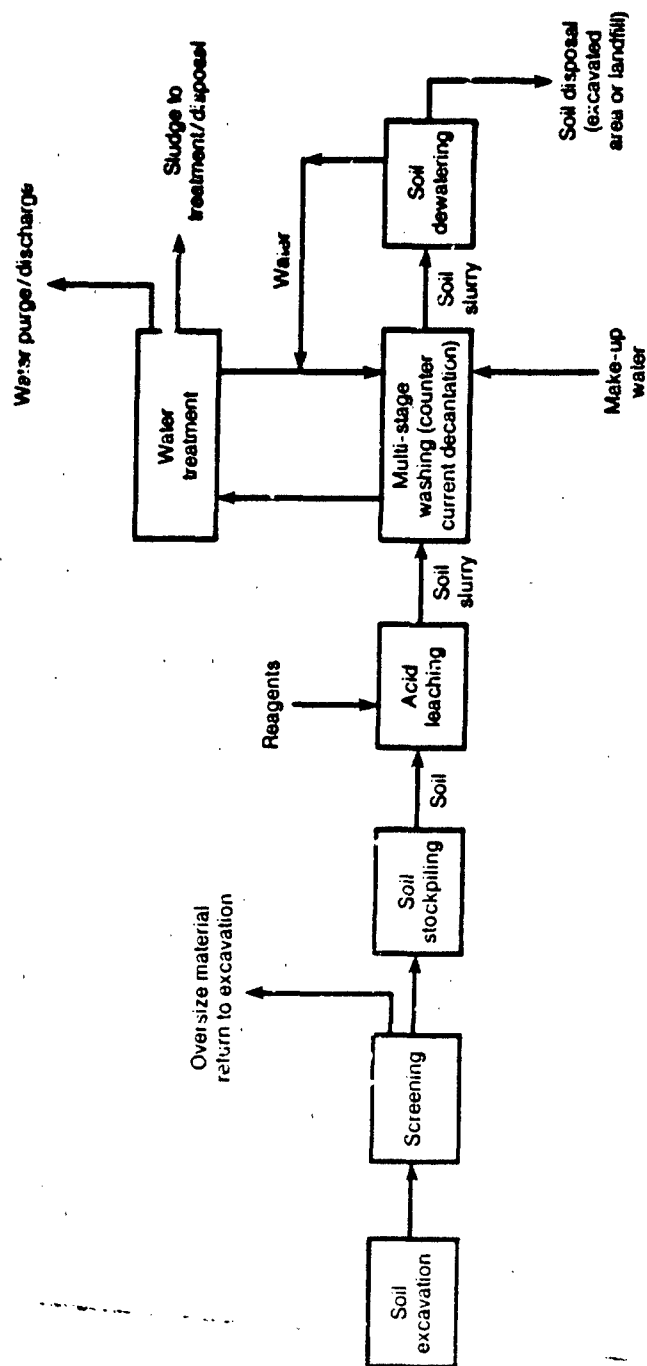 Soil
excavation
Screening
Oversize material
return to excavation
Soil
stockpiling
Soil
Reagents
Acid
leaching
Soil
slurry
Multi-stage
washing (counter
current decantation)
Make-up
water
Water
treatment
Water purge/discharge
Sludge to
treatment/disposal
Water
Soil
slurry
Soil
dewatering
Soil disposal
(excavated
area or landfill)